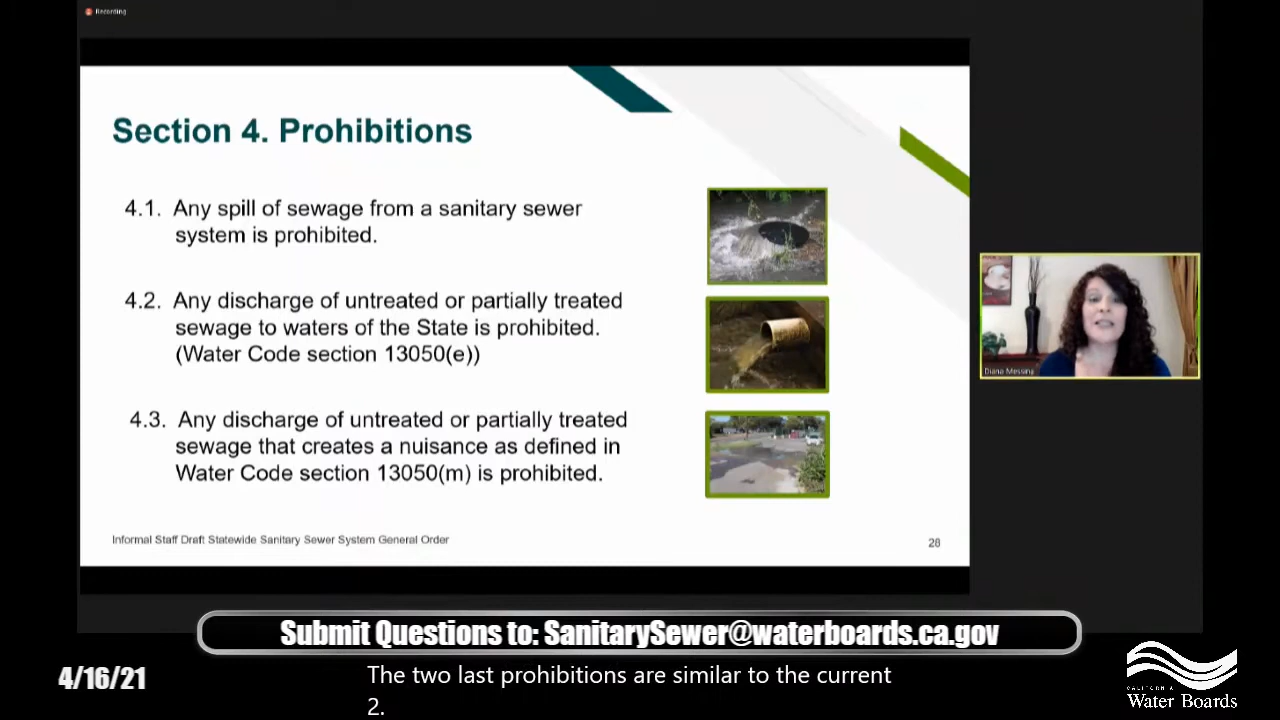 Recording
Section 4. Prohibitions
4.1. Any spill of sewage from a sanitary sewer
system is prohibited.
4.2. Any discharge of untreated or partially treated
sewage to waters of the State is prohibited.
(Water Code section 13050(e))
4.3. Any discharge of untreated or partially treated
sewage that creates a nuisance as defined in
Water Code section 13050(m) is prohibited.
Informal Staff Draft Statewide Sanitary Sewer System General Order
28
Diana Messina
Submit Questions to: SanitarySewer@waterboards.ca.gov
4/16/21
The two last prohibitions are similar to the current
2.
CALIFORNIA
Water Boards